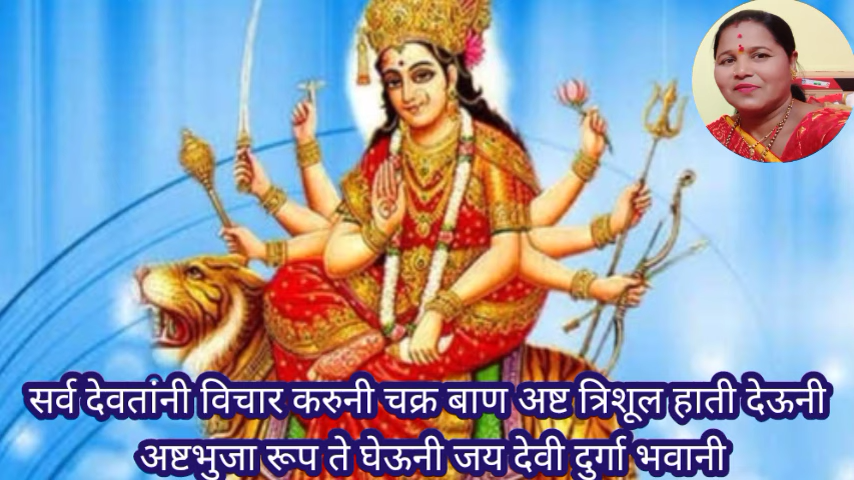 सर्व देवतांनी विचार करुनी चक्र बाण अष्ट त्रिशूल हाती देऊनी
अष्टभुजा रूप ते घेऊनी जय देवी दुर्गा भवानी